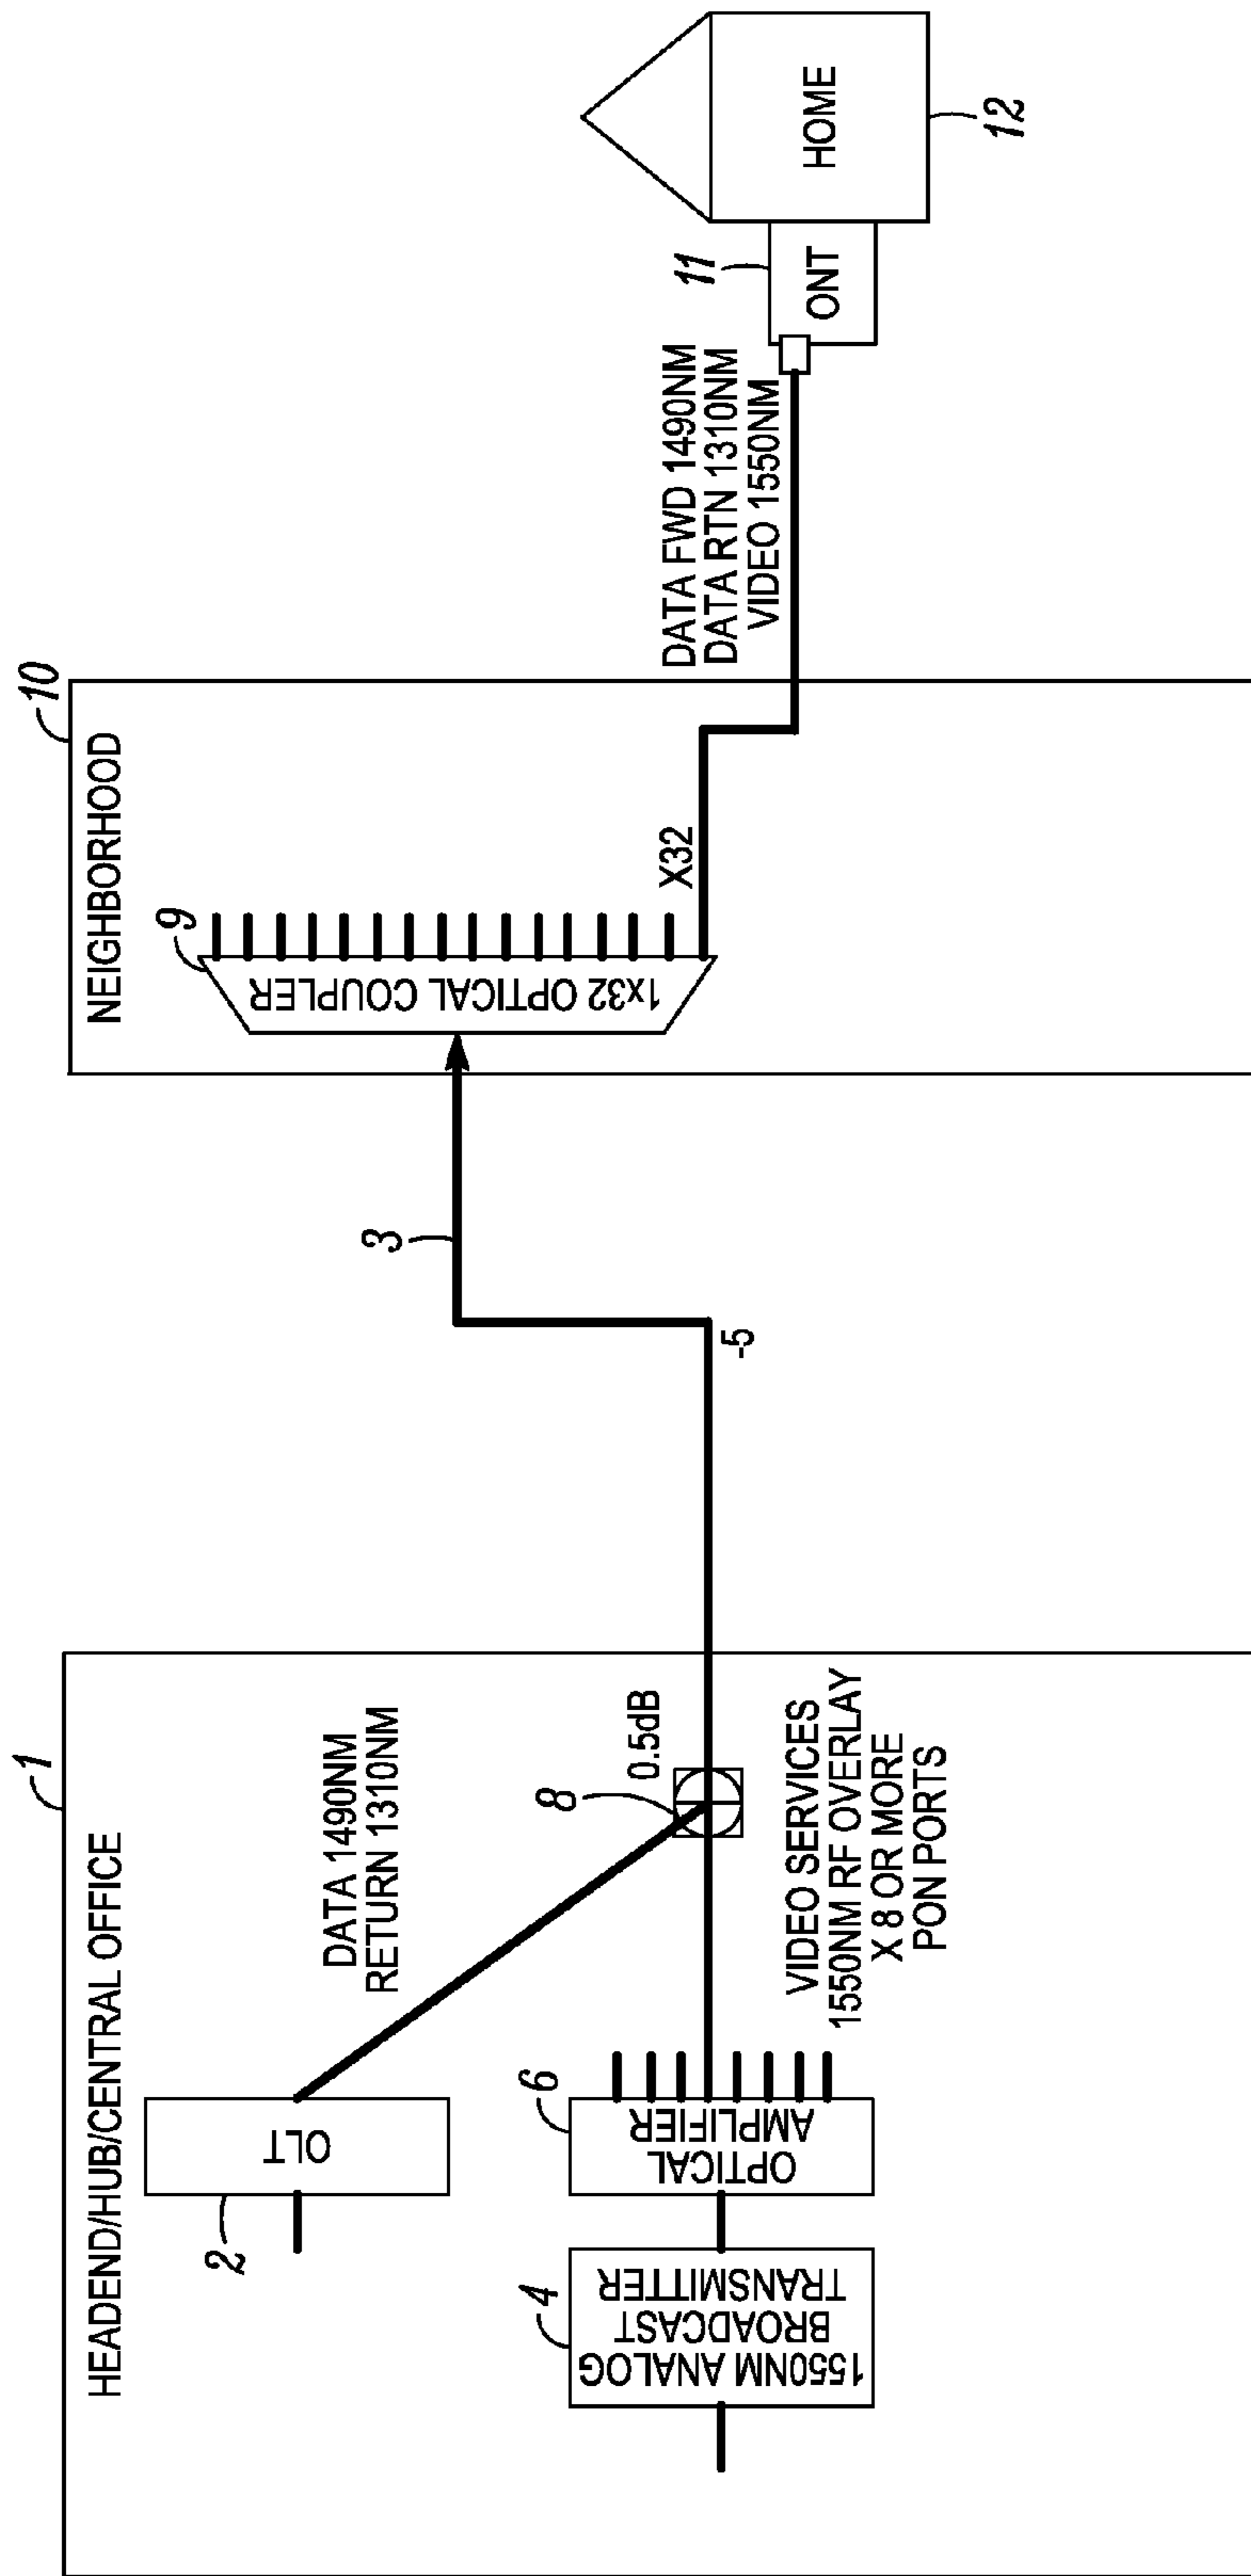 1
HEADEND/HUB/CENTRAL OFFICE
2
OLT
DATA 1490NM
RETURN 1310NM
4
1550NM ANALOG
BROADCAST
TRANSMITTER
6
OPTICAL
AMPLIFIER
8
0.5dB
VIDEO SERVICES
1550NM RF OVERLAY
X 8 OR MORE
PON PORTS
-5
3
10
NEIGHBORHOOD
9
1x32 OPTICAL COUPLER
X32
DATA FWD 1490NM
DATA RTN 1310NM
VIDEO 1550NM
11
ONT
HOME
12